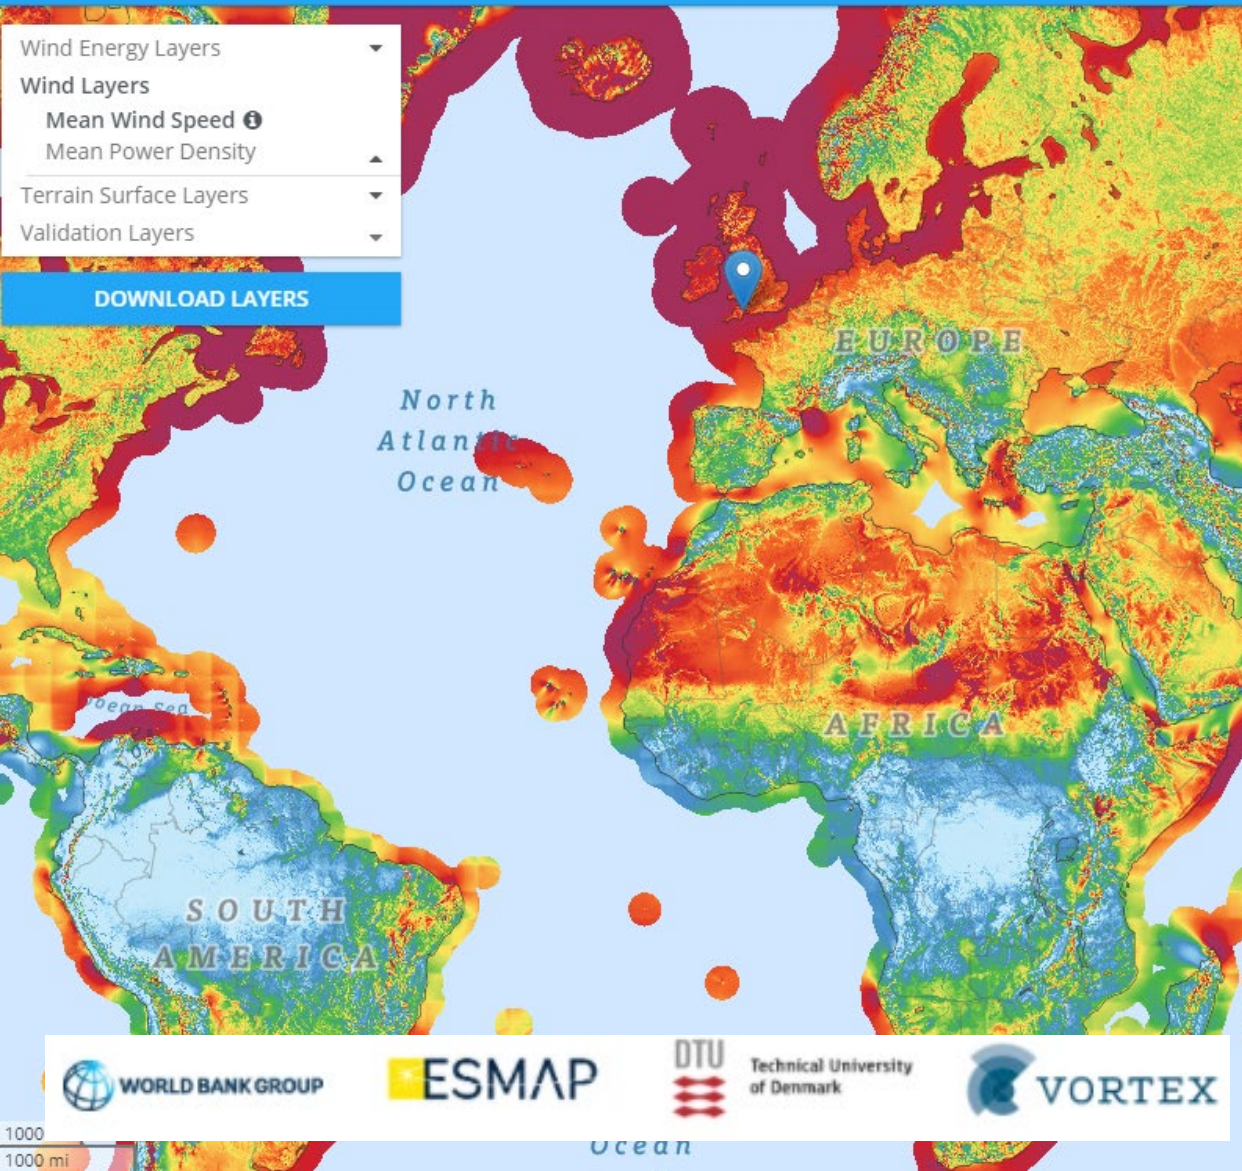 Wind Energy Layers
Wind Layers
Mean Wind Speed
Mean Power Density
Terrain Surface Layers
Validation Layers
DOWNLOAD LAYERS
North
Atlantic
Ocean
EUROPE
AFRICA
Sea
SOUTH
AMERICA
WORLD BANK GROUP
ESMAP
DTU
Technical University
of Denmark
VORTEX
1000
1000 mi
Ocean